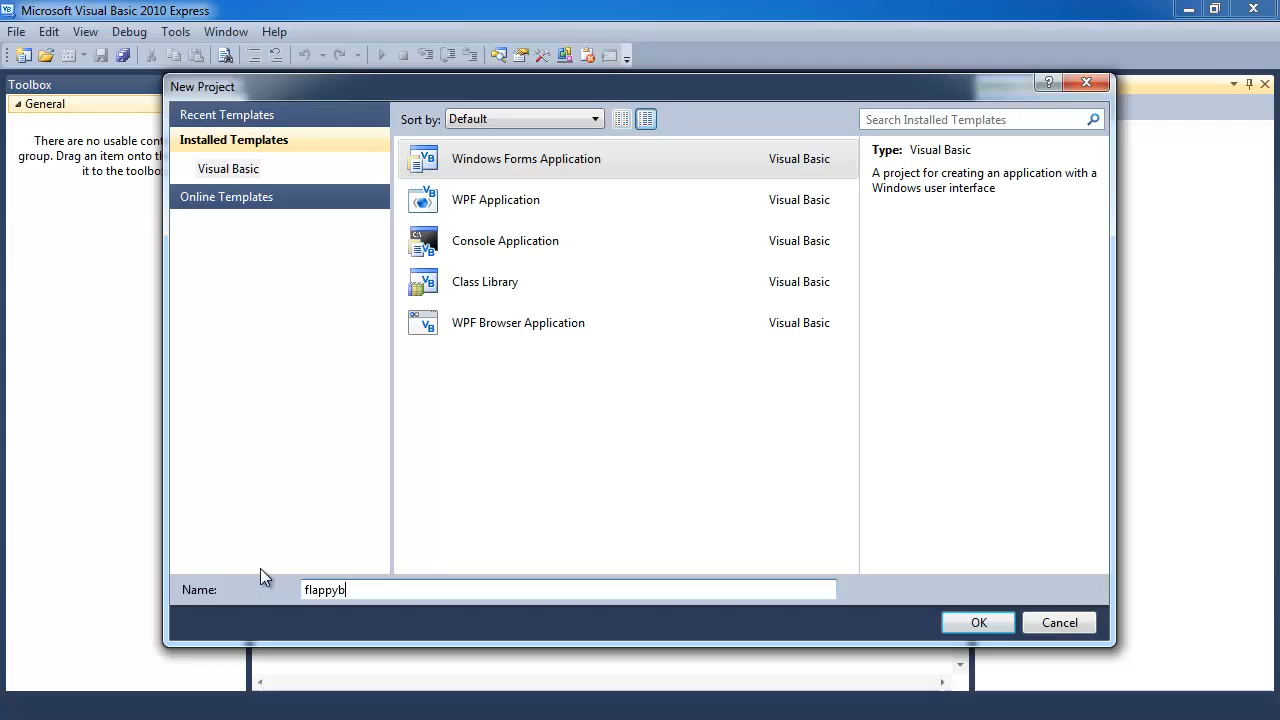 Microsoft Visual Basic 2010 Express
File Edit View Debug Tools Window Help
Toolbox
General
There are no usable cont
group. Drag an item onto th
it to the toolbox
New Project
Recent Templates
Installed Templates
Visual Basic
Online Templates
Sort by: Default
Search Installed Templates
Windows Forms Application Visual Basic
WPF Application Visual Basic
Console Application Visual Basic
Class Library Visual Basic
WPF Browser Application Visual Basic
Type: Visual Basic
A project for creating an application with a
Windows user interface
Name: flappyb
OK Cancel